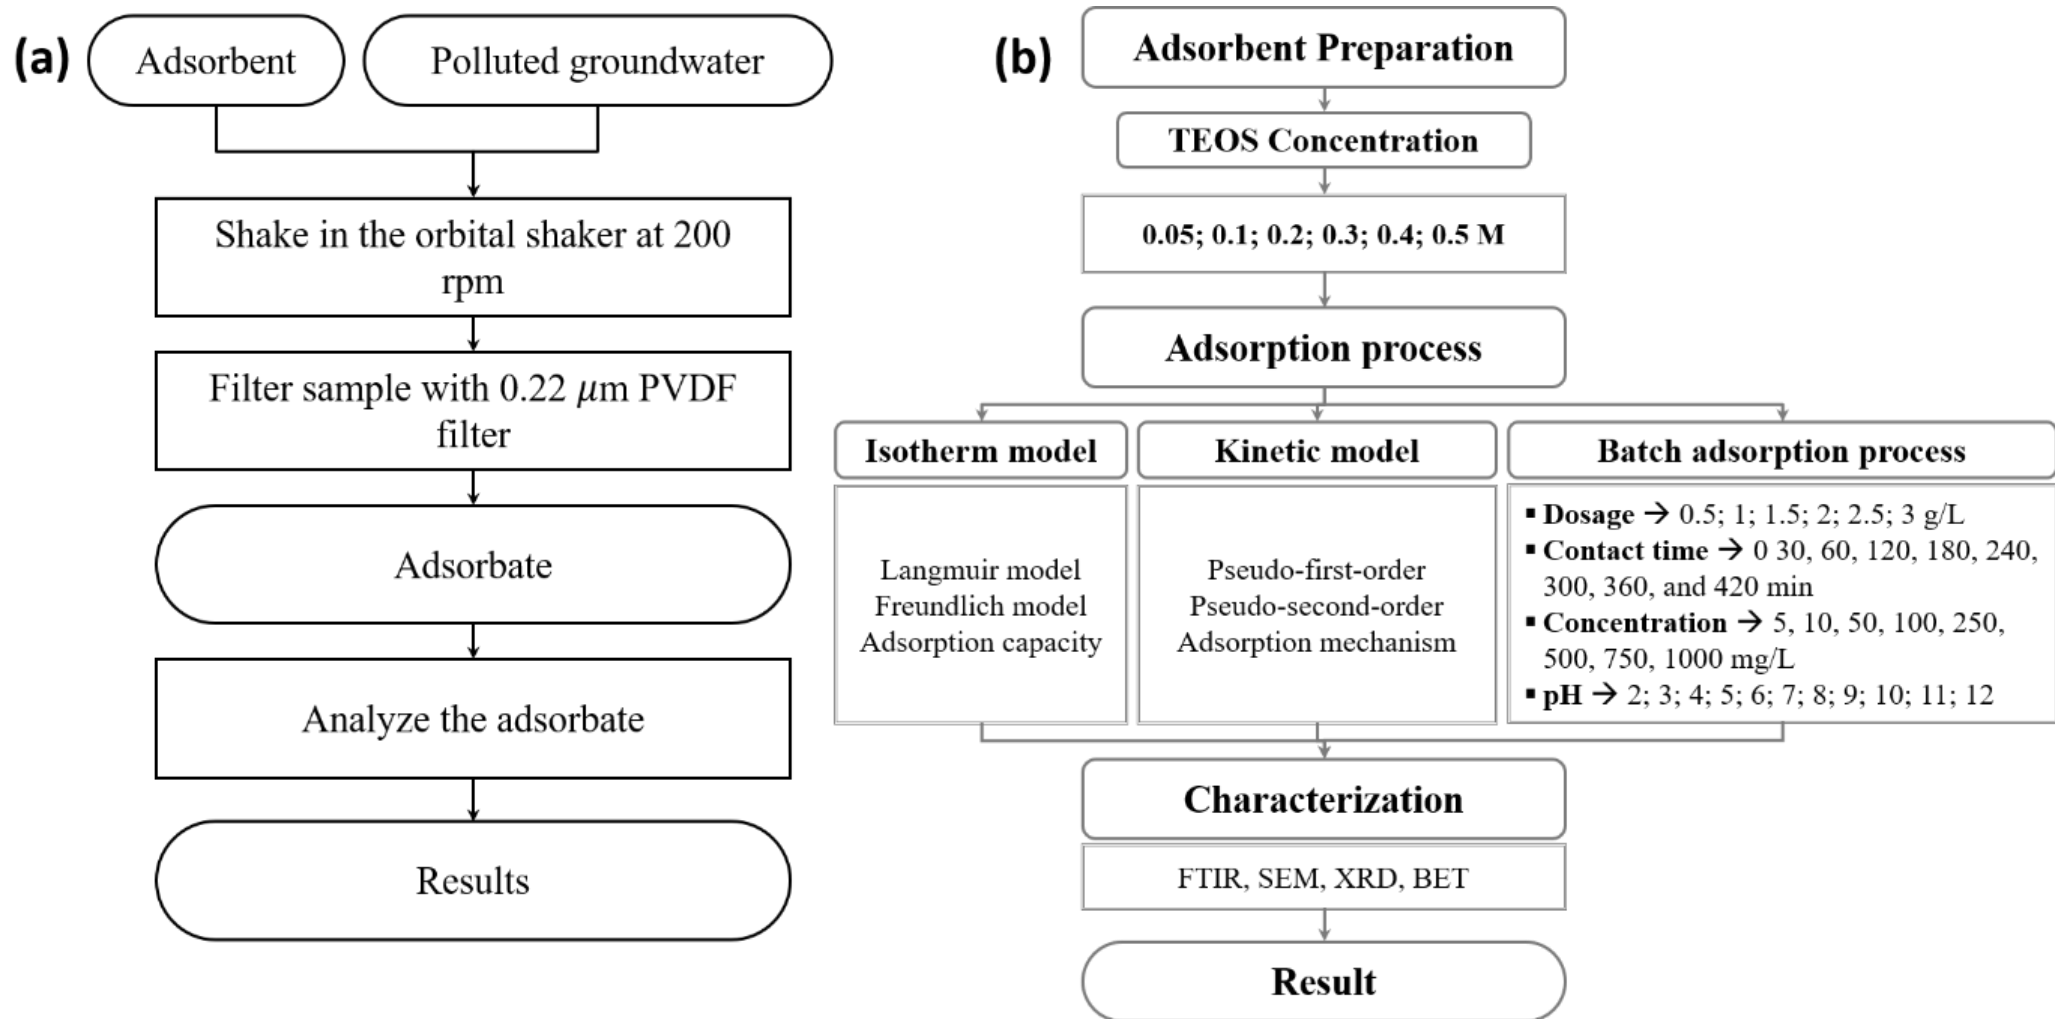 (a)
Adsorbent
Polluted groundwater
Shake in the orbital shaker at 200
rpm
Filter sample with 0.22 μm PVDF
filter
Adsorbate
Analyze the adsorbate
Results
(b)
Adsorbent Preparation
TEOS Concentration
0.05; 0.1; 0.2; 0.3; 0.4; 0.5 M
Adsorption process
Isotherm model
Langmuir model
Freundlich model
Adsorption capacity
Kinetic model
Pseudo-first-order
Pseudo-second-order
Adsorption mechanism
Batch adsorption process
▪ Dosage → 0.5; 1; 1.5; 2; 2.5; 3 g/L
▪ Contact time → 0 30, 60, 120, 180, 240,
300, 360, and 420 min
▪ Concentration → 5, 10, 50, 100, 250,
500, 750, 1000 mg/L
▪ pH → 2; 3; 4; 5; 6; 7; 8; 9; 10; 11; 12
Characterization
FTIR, SEM, XRD, BET
Result